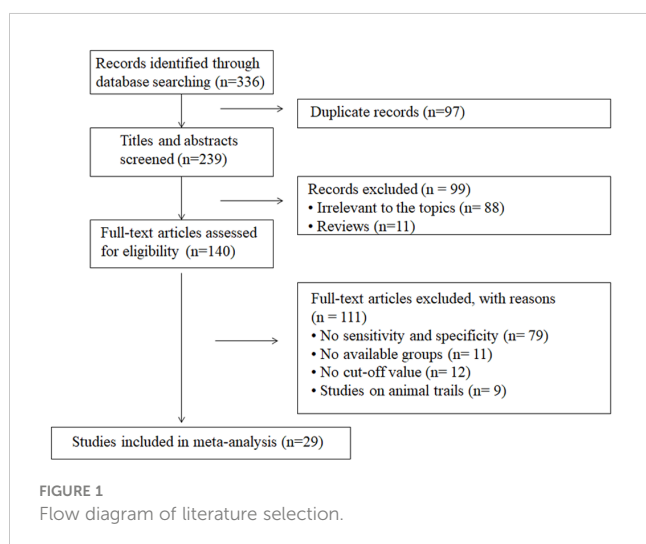 Records identified through
database searching (n=336)
Duplicate records (n=97)
Titles and abstracts
screened (n=239)
Records excluded (n = 99)
• Irrelevant to the topics (n= 88)
• Reviews (n=11)
Full-text articles assessed
for eligibility (n=140)
Full-text articles excluded, with reasons
(n = 111)
• No sensitivity and specificity (n= 79)
• No available groups (n= 11)
• No cut-off value (n= 12)
• Studies on animal trails (n= 9)
Studies included in meta-analysis (n=29)
FIGURE 1
Flow diagram of literature selection.